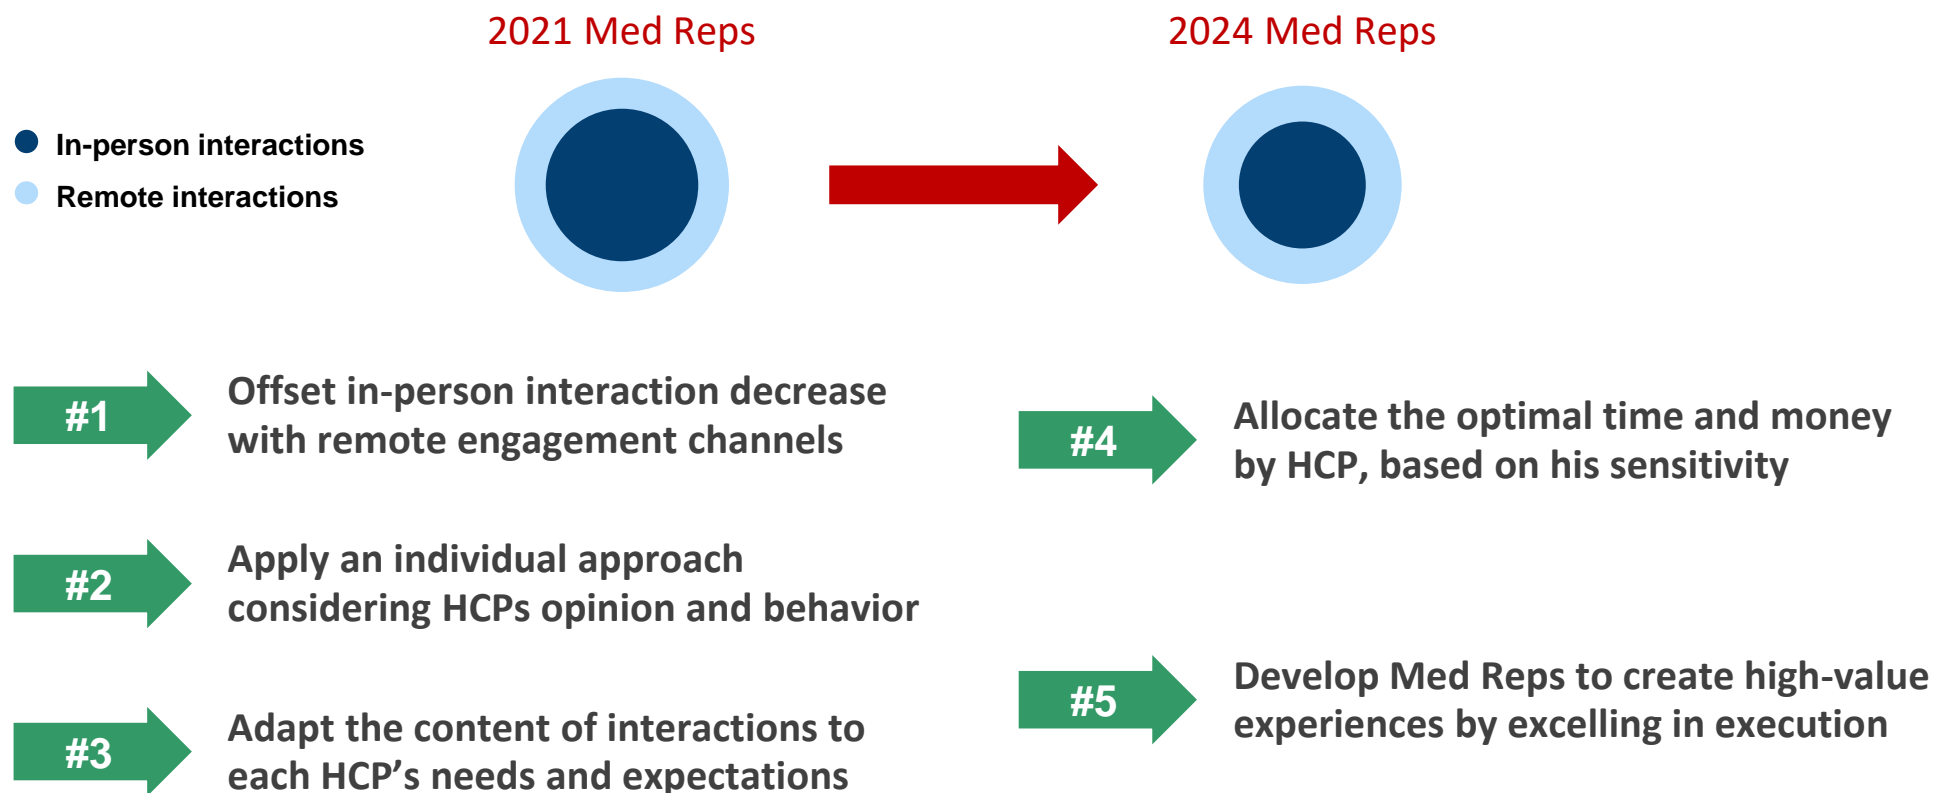 2021 Med Reps
2024 Med Reps
In-person interactions
Remote interactions
#1
Offset in-person interaction decrease
with remote engagement channels
#2
Apply an individual approach
considering HCPs opinion and behavior
#3
Adapt the content of interactions to
each HCP’s needs and expectations
#4
Allocate the optimal time and money
by HCP, based on his sensitivity
#5
Develop Med Reps to create high-value
experiences by excelling in execution